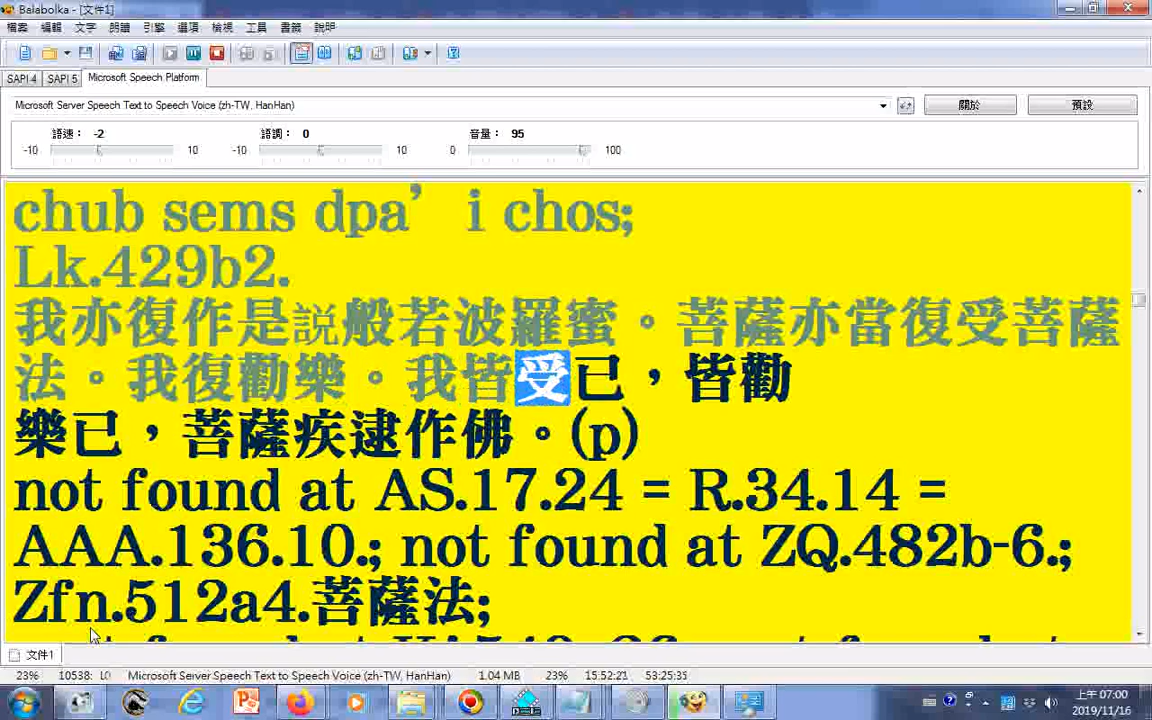 Balabolka - [文件1]
檔案 編輯 文字 朗讀 引擎 選項 檢視 工具 書籤 說明
SAPI 4 SAPI 5 Microsoft Speech Platform
Microsoft Server Speech Text to Speech Voice (zh-TW, HanHan) 關於 預設
語速： -2 語調： 0 音量： 95
-10 10 -10 10 0 100
chub sems dpa’i chos;
Lk.429b2.
我亦復作是説般若波羅蜜。菩薩亦當復受菩薩
法。我復勸樂。我皆受已，皆勸
樂已，菩薩疾逮作佛。(p)
not found at AS.17.24 = R.34.14 =
AAA.136.10.; not found at ZQ.482b-6.;
Zfn.512a4.菩薩法;
文件1
23% 10538: Microsoft Server Speech Text to Speech Voice (zh-TW, HanHan) 1.04 MB 23% 15:52:21 53:25:35
上午 07:00
2019/11/16